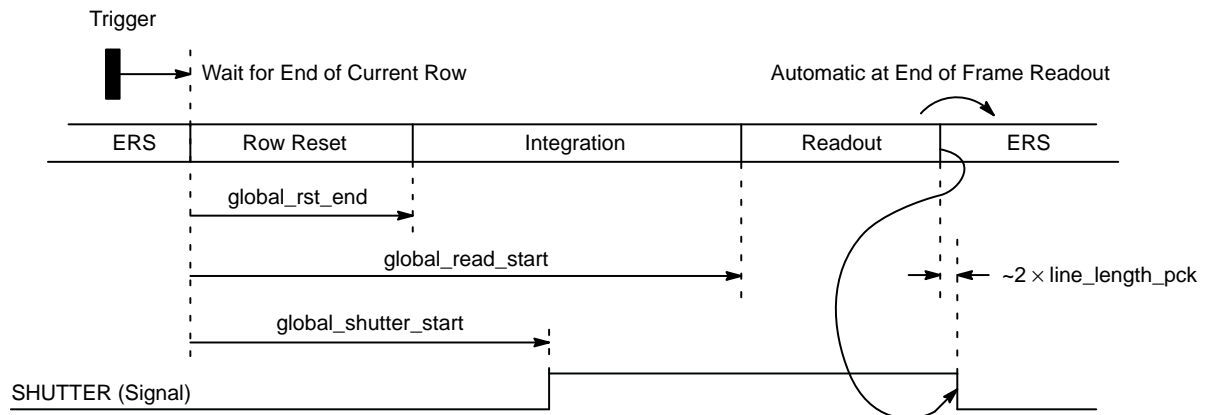 Trigger
Wait for End of Current Row
Automatic at End of Frame Readout
ERS
Row Reset
Integration
Readout
ERS
global_rst_end
global_read_start
~2 × line_length_pck
global_shutter_start
SHUTTER (Signal)